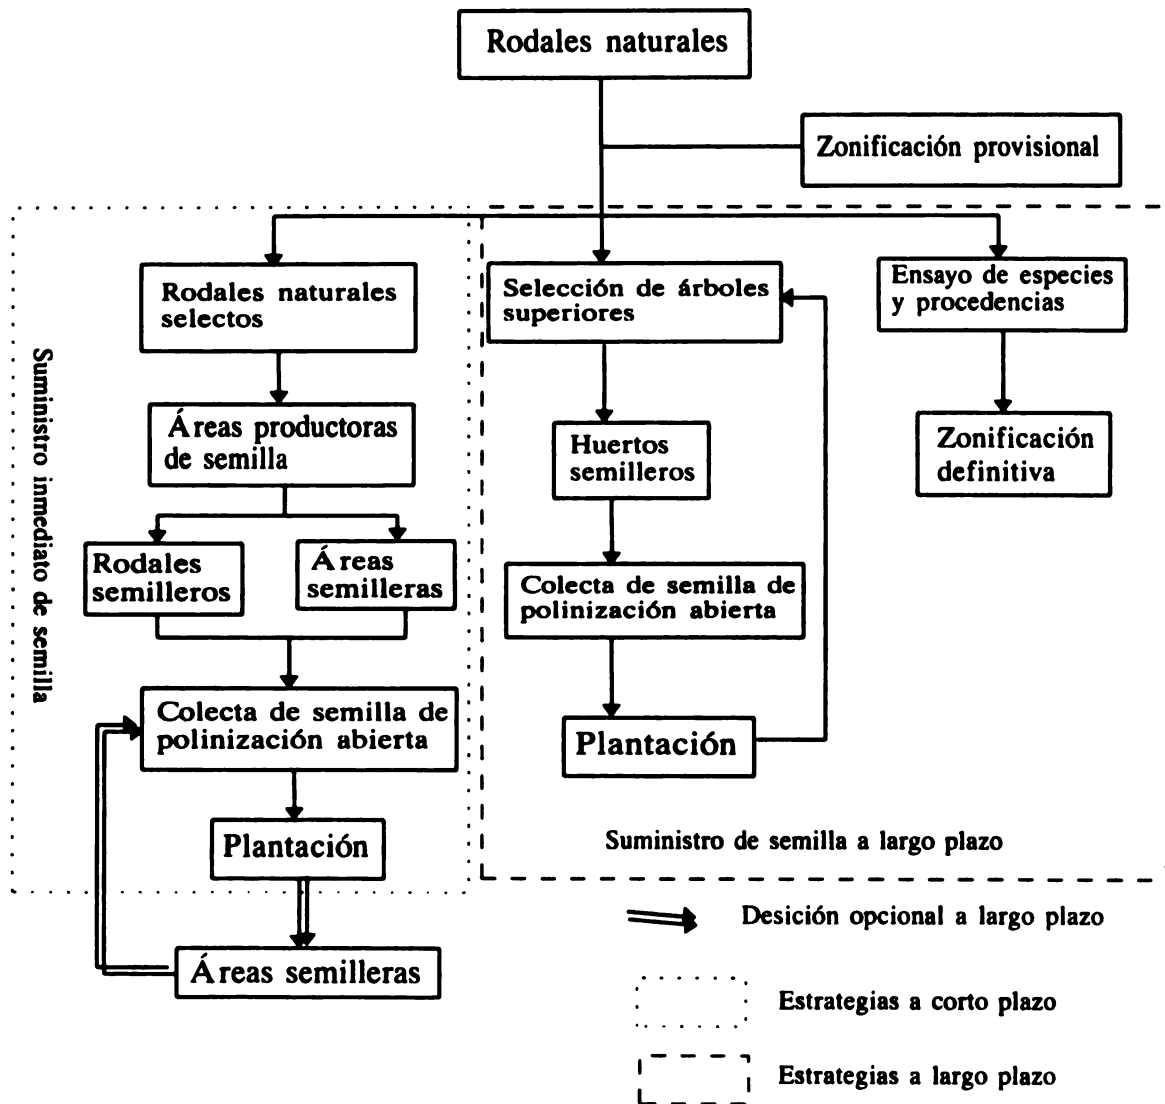 Rodales naturales
Zonificación provisional
Rodales naturales
selectos
Selección de árboles
superiores
Ensayo de especies
y procedencias
Suministro inmediato de semilla
Áreas productoras
de semilla
Huertos
semilleros
Zonificación
definitiva
Rodales
semilleros
Áreas
semilleras
Colecta de semilla de
polinización abierta
Colecta de semilla de
polinización abierta
Plantación
Plantación
Suministro de semilla a largo plazo
Áreas semilleras
Desición opcional a largo plazo
Estrategias a corto plazo
Estrategias a largo plazo